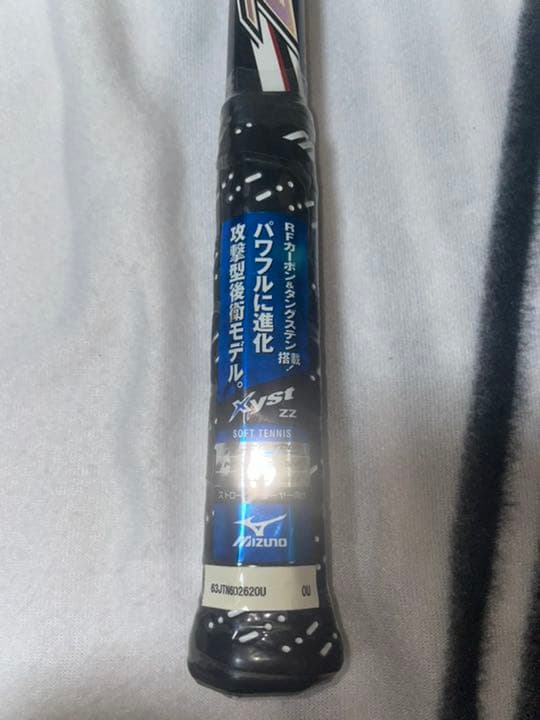 RFカーボン&タングステン搭載!
パワフルに進化
攻撃型後衛モデル。
Xyst
ZZ
SOFT TENNIS
MIZUNO
63JTN6D2620U
0U